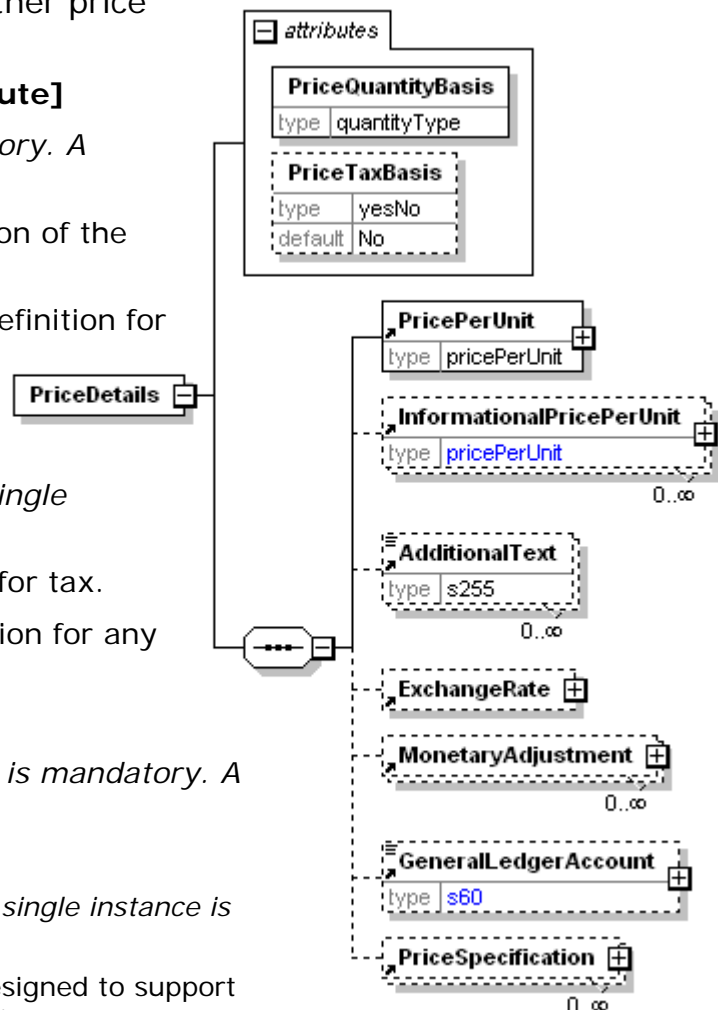 ther price
ute]
ory. A
on of the
efinition for
ingle
for tax.
ion for any
is mandatory. A
single instance is
esigned to support
attributes
PriceQuantityBasis
type quantityType
PriceTaxBasis
type yesNo
default No
PriceDetails
PricePerUnit
type pricePerUnit
InformationalPricePerUnit
type pricePerUnit
0..∞
AdditionalText
type s255
0..∞
ExchangeRate
MonetaryAdjustment
0..∞
GeneralLedgerAccount
type s60
PriceSpecification
0..∞